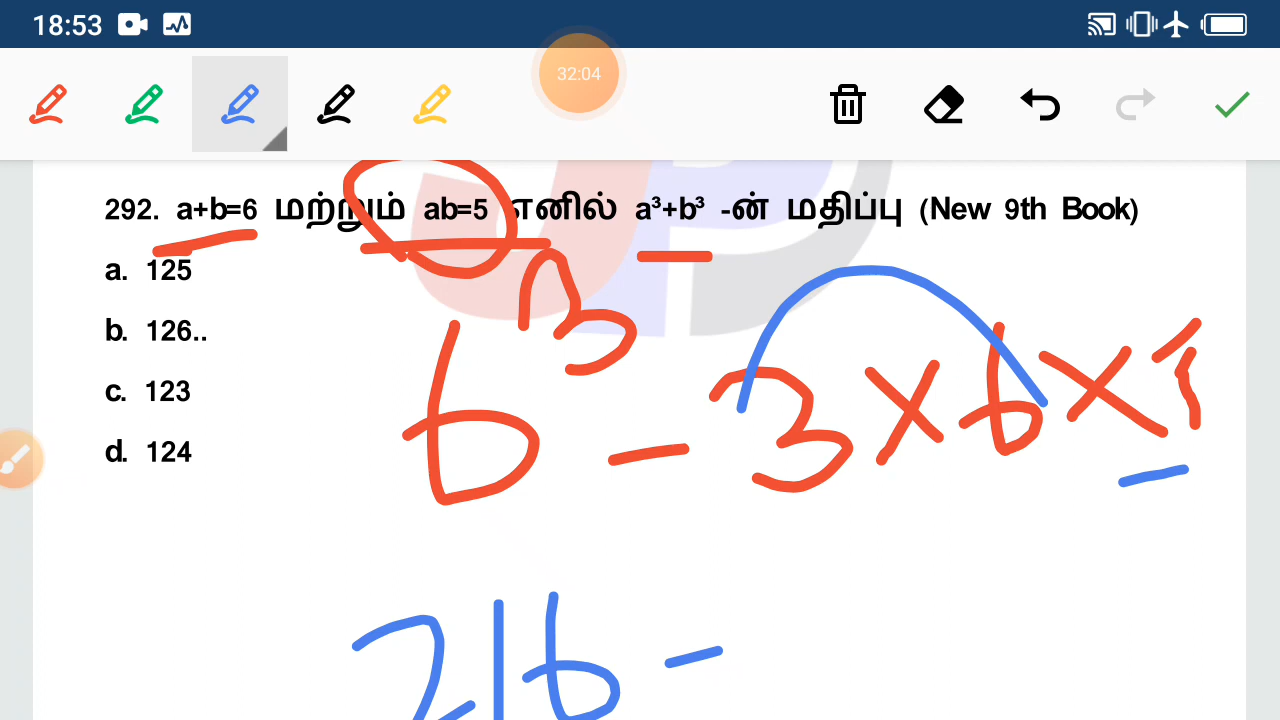 18:53
32:04
292. a+b=6 மற்றும் ab=5 எனில் a³+b³ -ன் மதிப்பு (New 9th Book)
a. 125
b. 126..
c. 123
d. 124
6³ - 3×6×
216 -